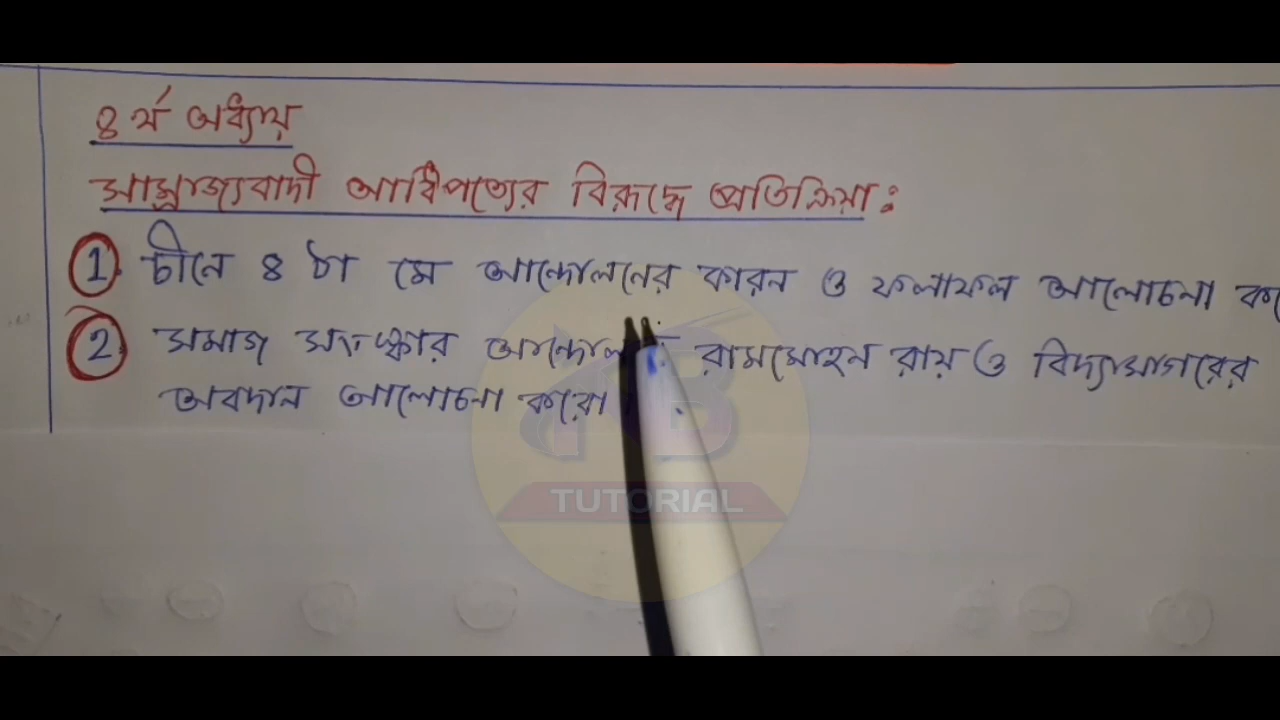 ৪ র্থ অধ্যায়
সাম্রাজ্যবাদী আধিপত্যের বিরুদ্ধে প্রতিক্রিয়া :
1. চীনে ৪ ঠা মে আন্দোলনের কারন ও ফলাফল আলোচনা
2. সমাজ সংস্কার রামমোহন রায় ও বিদ্যাসাগরের
অবদান আলোচনা করো
TUTORIAL